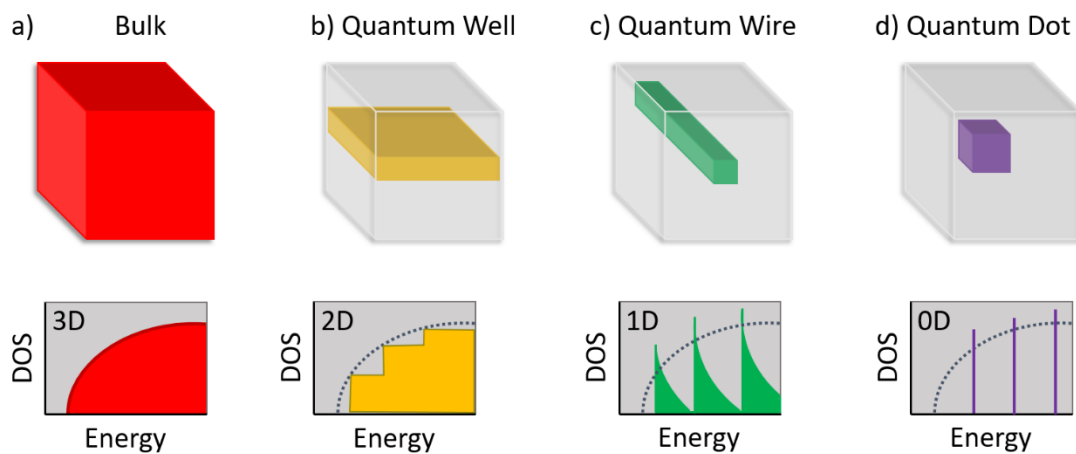 a) Bulk
b) Quantum Well
c) Quantum Wire
d) Quantum Dot
3D
DOS
Energy
2D
DOS
Energy
1D
DOS
Energy
0D
DOS
Energy